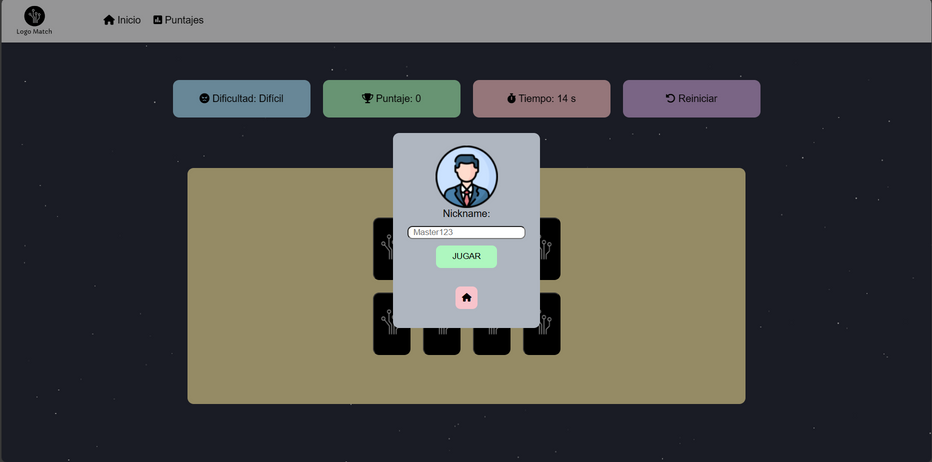 Logo Match
Inicio
Puntajes
Dificultad: Difícil
Puntaje: 0
Tiempo: 14 s
Reiniciar
Nickname:
Master123
JUGAR